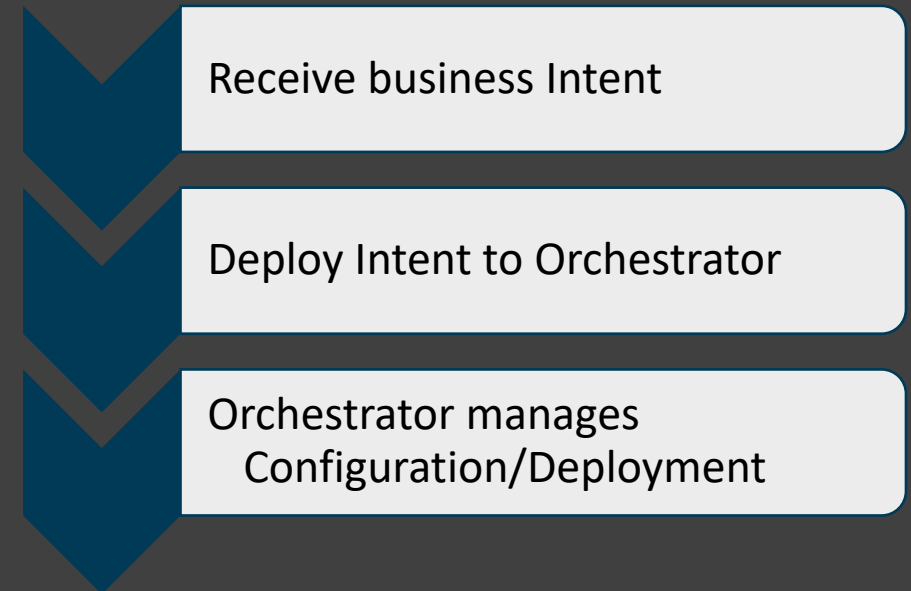 Receive business Intent
Deploy Intent to Orchestrator
Orchestrator manages
Configuration/Deployment